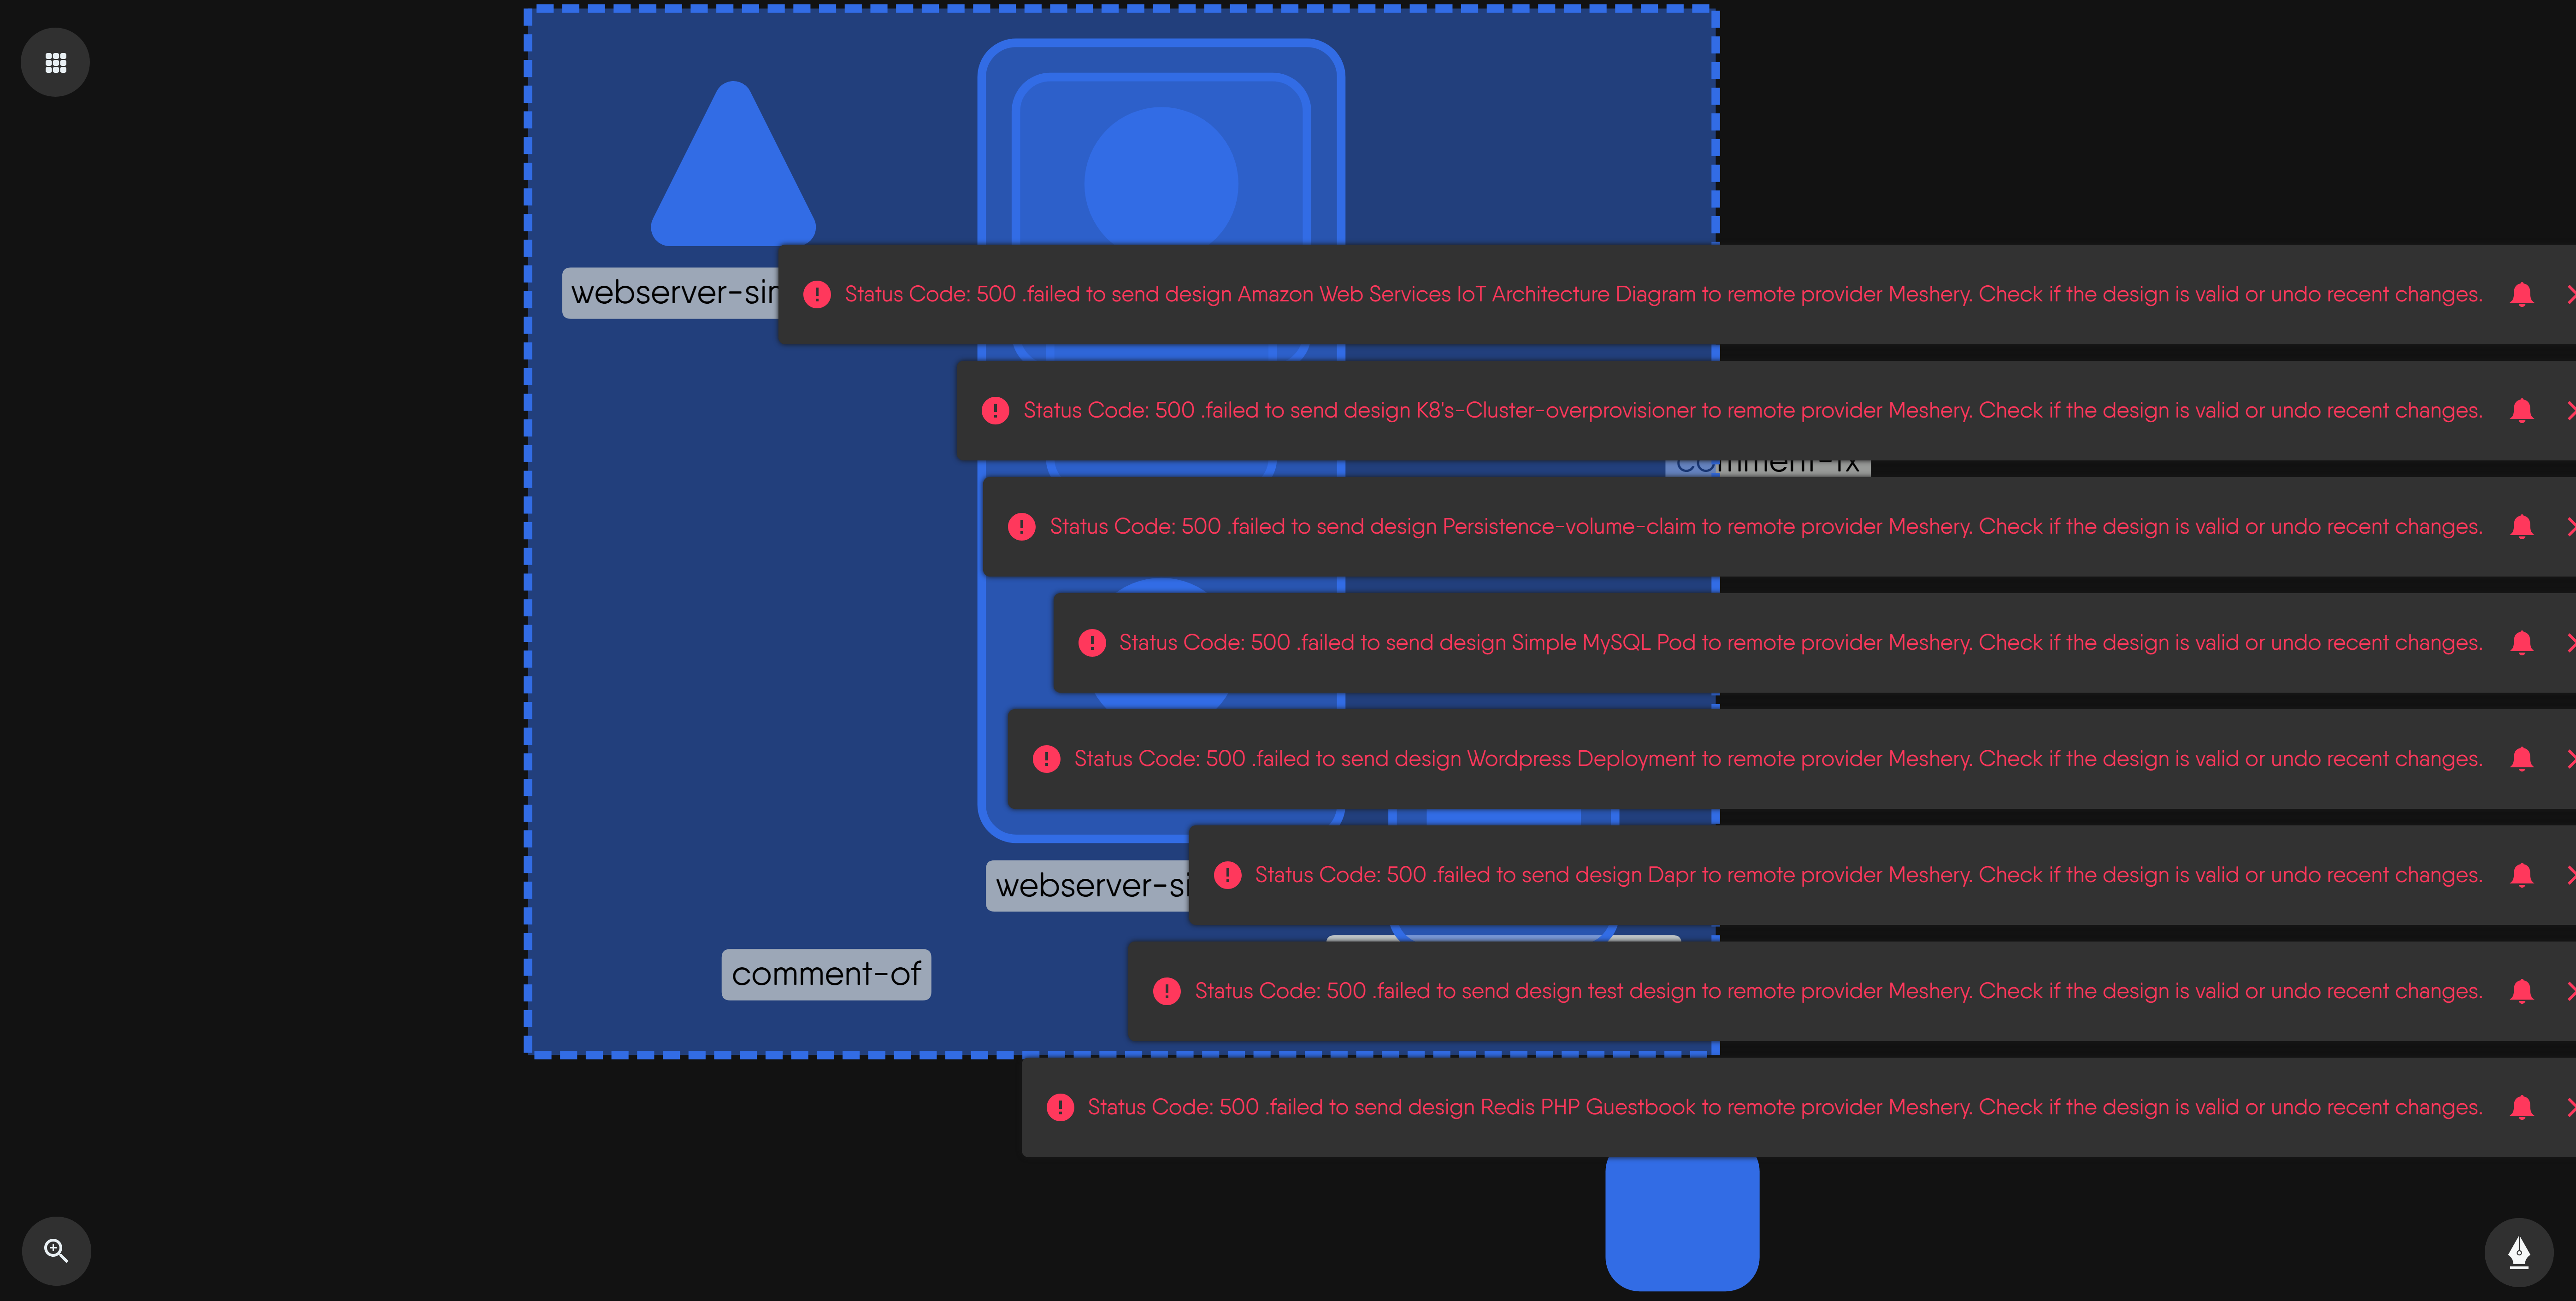 webserver-sim
Status Code: 500 .failed to send design Amazon Web Services IoT Architecture Diagram to remote provider Meshery. Check if the design is valid or undo recent changes.
Status Code: 500 .failed to send design K8's-Cluster-overprovisioner to remote provider Meshery. Check if the design is valid or undo recent changes.
comment-fx
Status Code: 500 .failed to send design Persistence-volume-claim to remote provider Meshery. Check if the design is valid or undo recent changes.
Status Code: 500 .failed to send design Simple MySQL Pod to remote provider Meshery. Check if the design is valid or undo recent changes.
Status Code: 500 .failed to send design Wordpress Deployment to remote provider Meshery. Check if the design is valid or undo recent changes.
Status Code: 500 .failed to send design Dapr to remote provider Meshery. Check if the design is valid or undo recent changes.
webserver-si
comment-of
Status Code: 500 .failed to send design test design to remote provider Meshery. Check if the design is valid or undo recent changes.
Status Code: 500 .failed to send design Redis PHP Guestbook to remote provider Meshery. Check if the design is valid or undo recent changes.